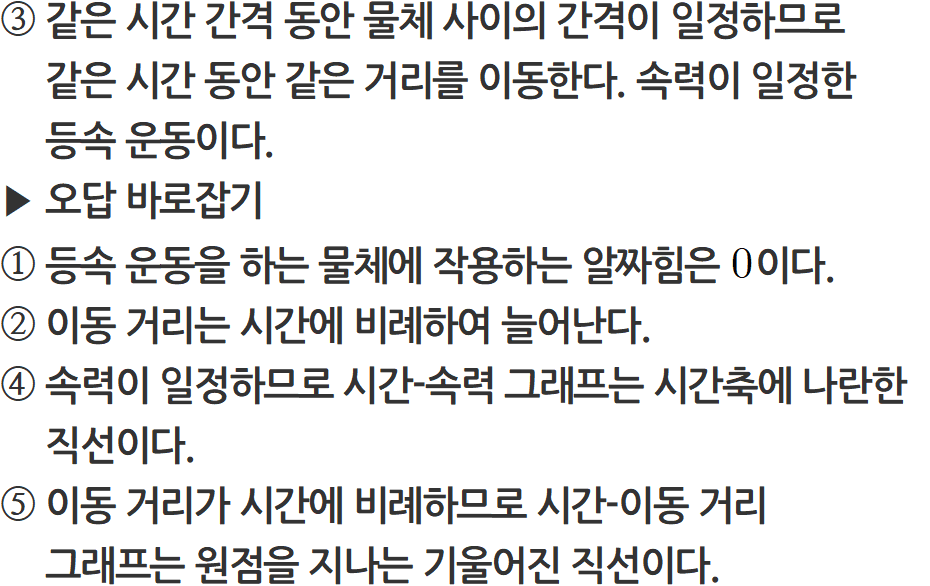 ③ 같은 시간 간격 동안 물체 사이의 간격이 일정하므로
같은 시간 동안 같은 거리를 이동한다. 속력이 일정한
등속 운동이다.
▶ 오답 바로잡기
① 등속 운동을 하는 물체에 작용하는 알짜힘은 0이다.
② 이동 거리는 시간에 비례하여 늘어난다.
④ 속력이 일정하므로 시간-속력 그래프는 시간축에 나란한
직선이다.
⑤ 이동 거리가 시간에 비례하므로 시간-이동 거리
그래프는 원점을 지나는 기울어진 직선이다.